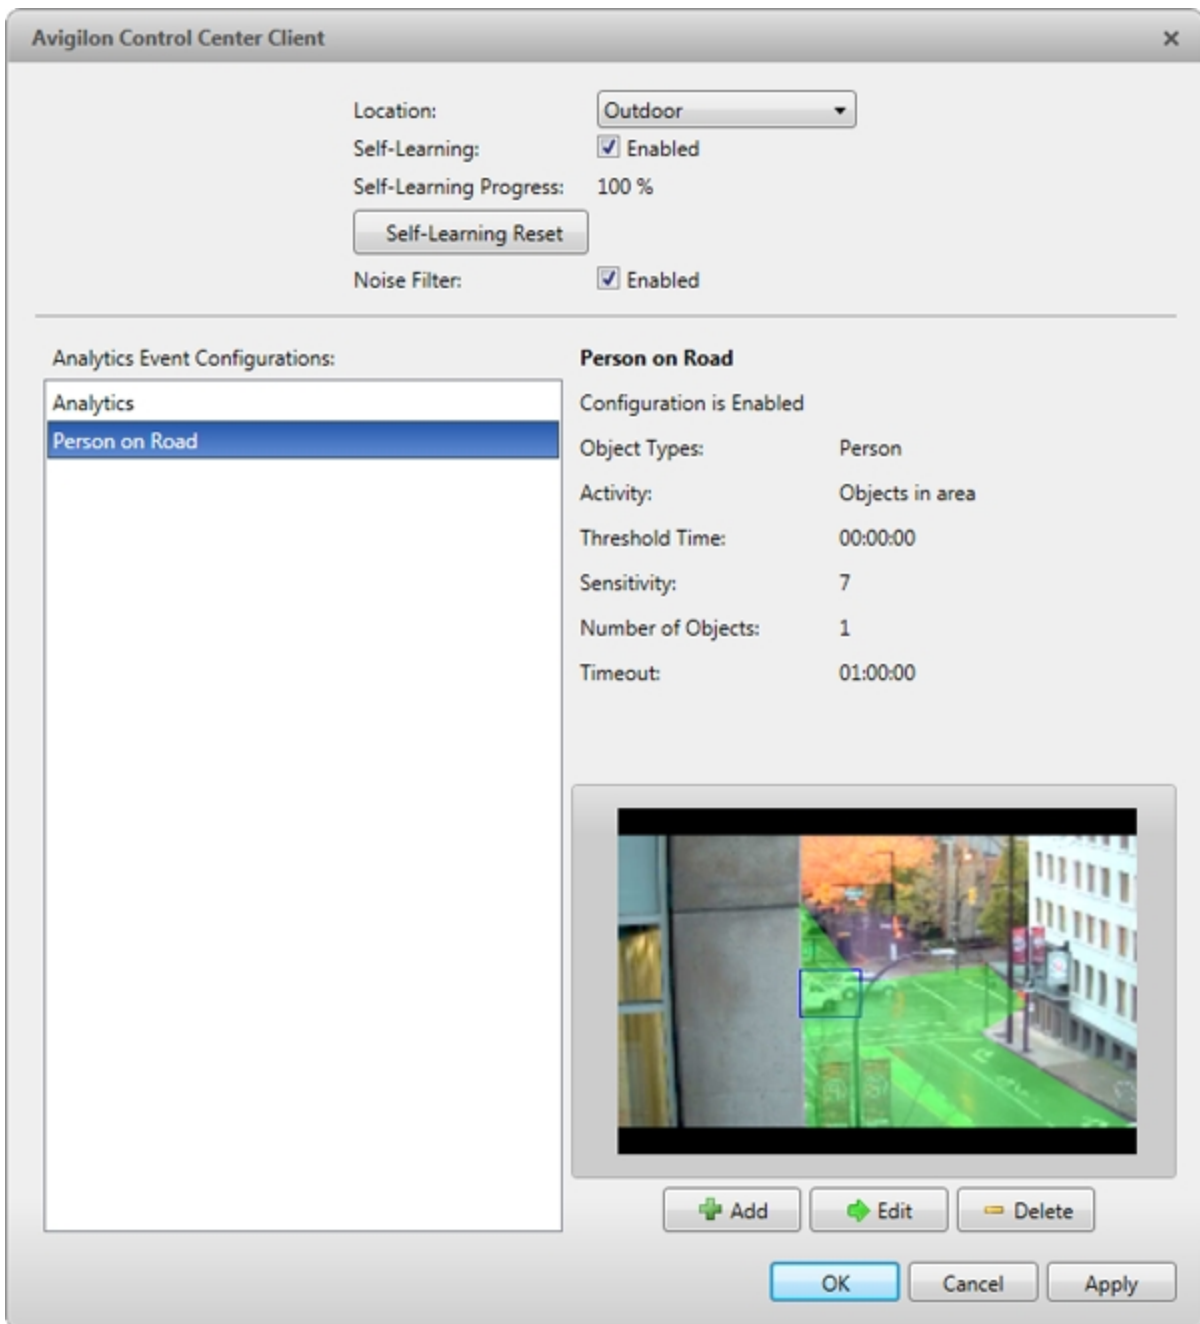 Avigilon Control Center Client
Location: Outdoor
Self-Learning: Enabled
Self-Learning Progress: 100 %
Self-Learning Reset
Noise Filter: Enabled
Analytics Event Configurations:
Analytics
Person on Road
Person on Road
Configuration is Enabled
Object Types: Person
Activity: Objects in area
Threshold Time: 00:00:00
Sensitivity: 7
Number of Objects: 1
Timeout: 01:00:00
Add Edit Delete
OK Cancel Apply